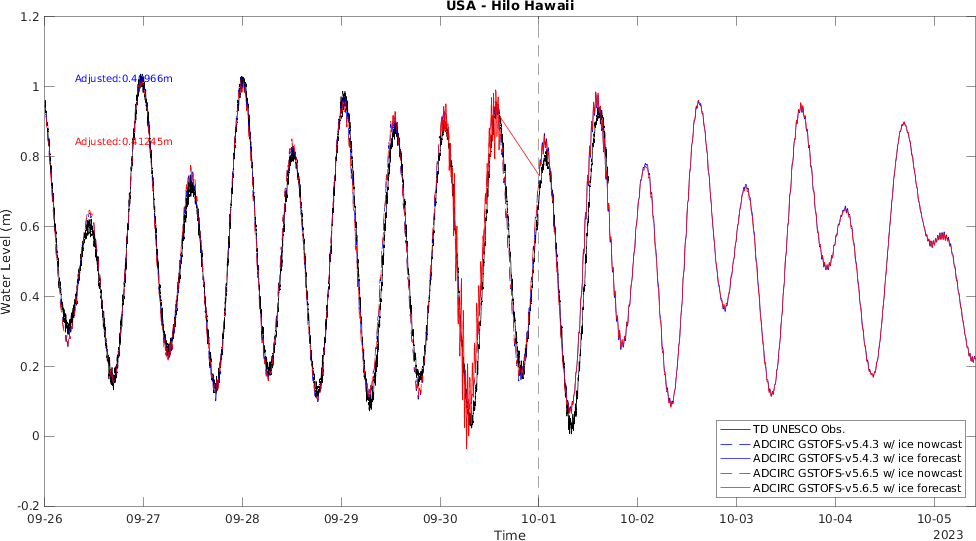 USA - Hilo Hawaii
1.2
1
0.8
0.6
0.4
0.2
0
-0.2
Water Level (m)
Adjusted:0.41245m
09-26
09-27
09-28
09-29
09-30
10-01
10-02
10-03
10-04
10-05
Time
2023
TD UNESCO Obs.
ADCIRC GSTOFS-v5.4.3 w/ ice nowcast
ADCIRC GSTOFS-v5.4.3 w/ ice forecast
ADCIRC GSTOFS-v5.6.5 w/ ice nowcast
ADCIRC GSTOFS-v5.6.5 w/ ice forecast